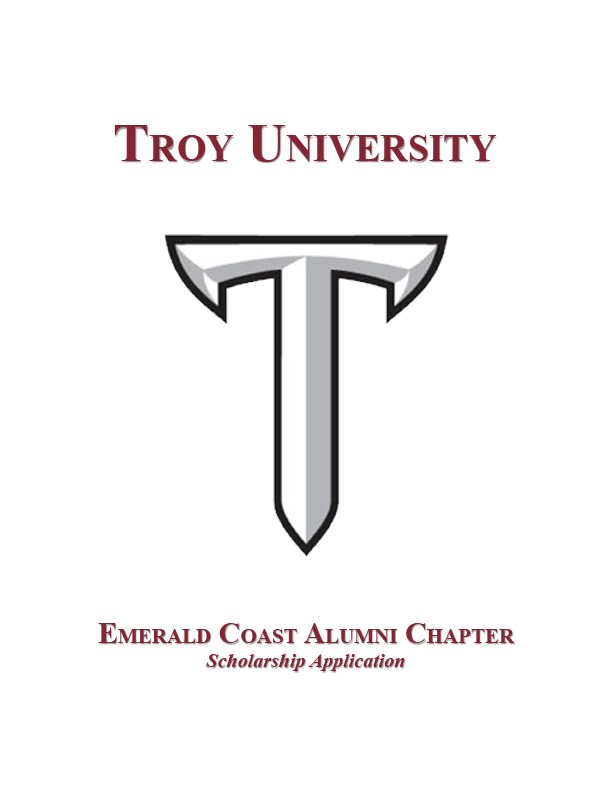 TROY UNIVERSITY
EMERALD COAST ALUMNI CHAPTER
Scholarship Application